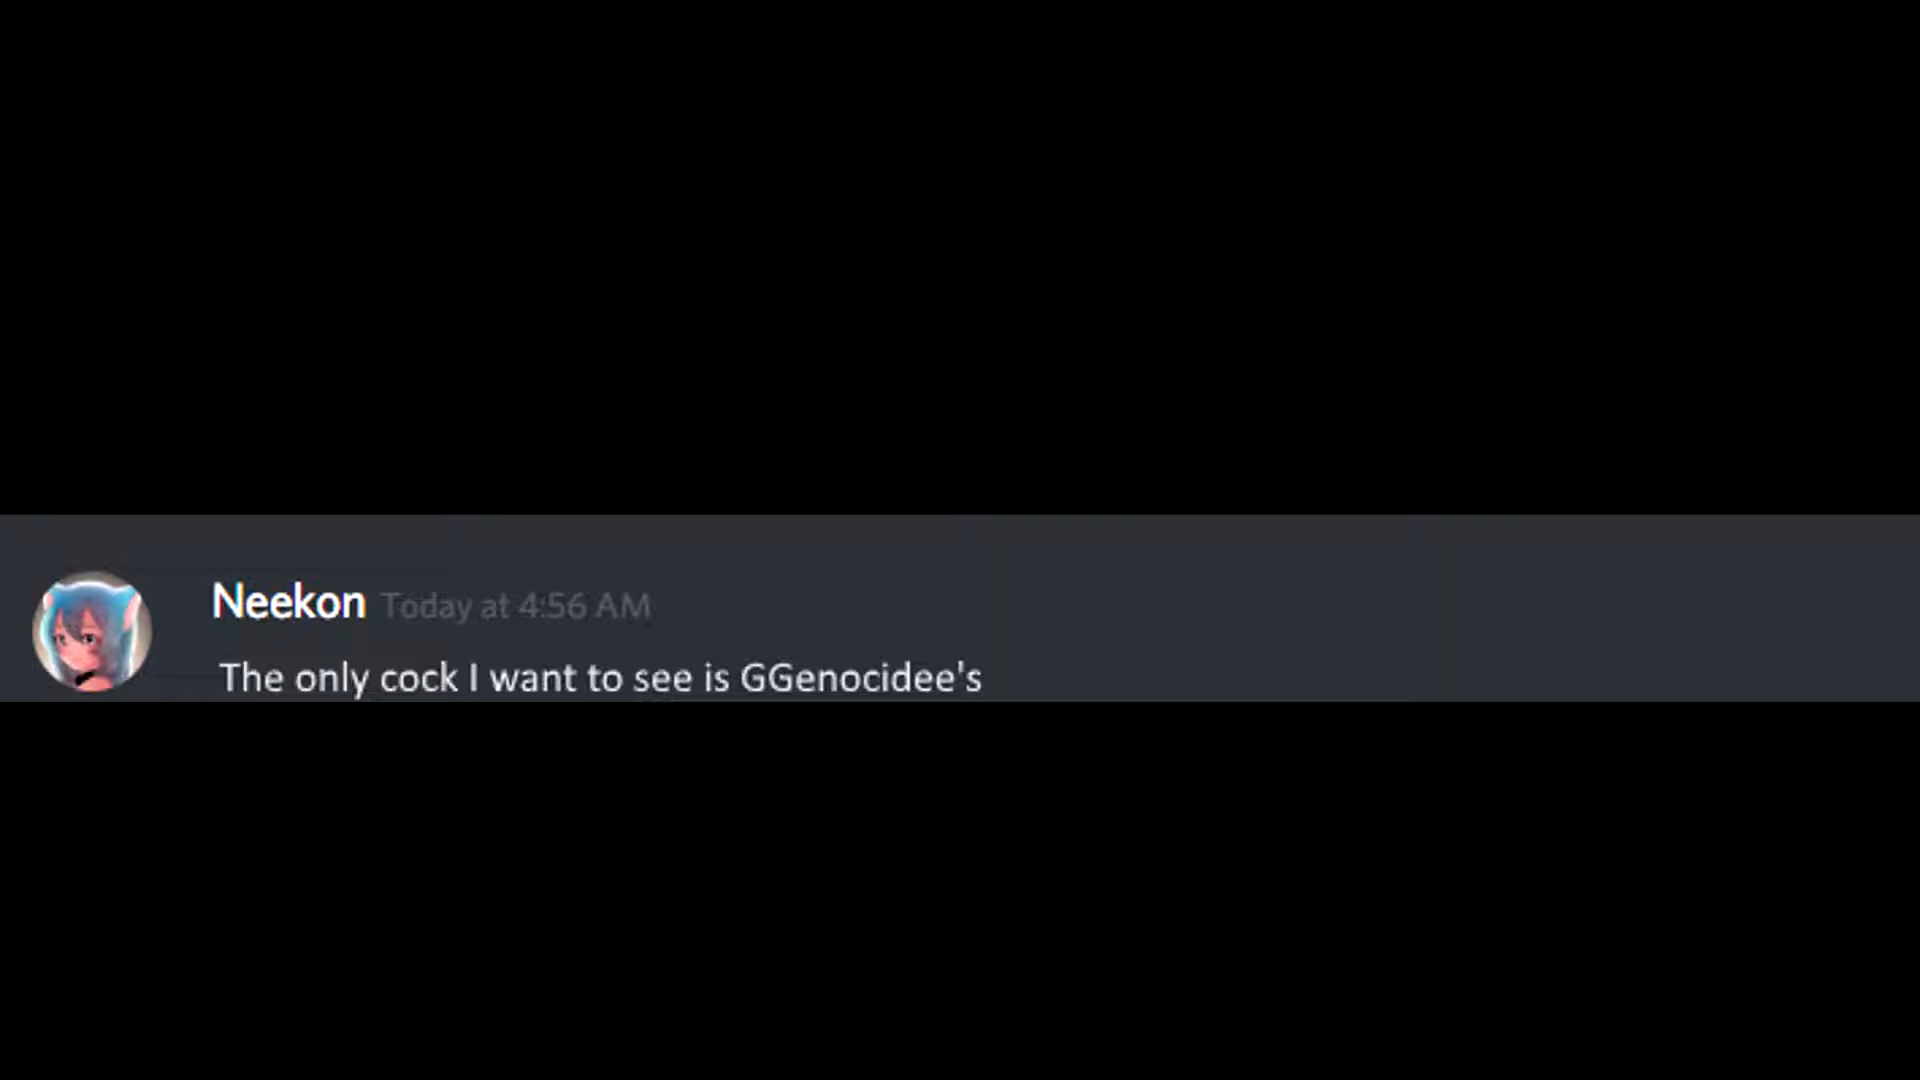 Neekon Today at 4:56 AM
The only cock I want to see is GGenocidee's